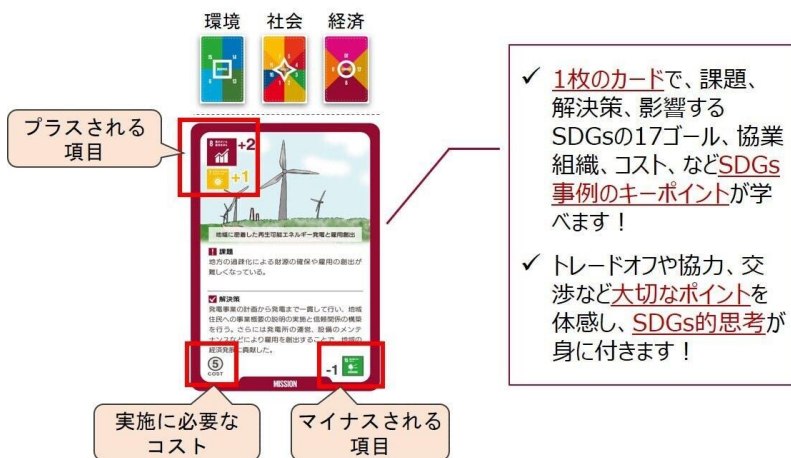 環境 社会 経済
プラスされる
項目
8
+2
+1
地域に密着した再生可能エネルギー発電と雇用創出
課題
地方の過疎化による財源の確保や雇用の創出が
難しくなっている。
解決策
発電事業の計画から発電まで一貫して行い、地域
住民への事業概要の説明の実施と信頼関係の構築
を行う。さらには発電所の運営、設備のメンテ
ナンスなどにより雇用を創出することで、地域の
経済発展に貢献した。
5
COST
-1
MISSION
実施に必要な
コスト
マイナスされる
項目
✓ 1枚のカードで、課題、
解決策、影響する
SDGsの17ゴール、協業
組織、コスト、などSDGs
事例のキーポイントが学
べます！
✓ トレードオフや協力、交
渉など大切なポイントを
体感し、SDGs的思考が
身に付きます！